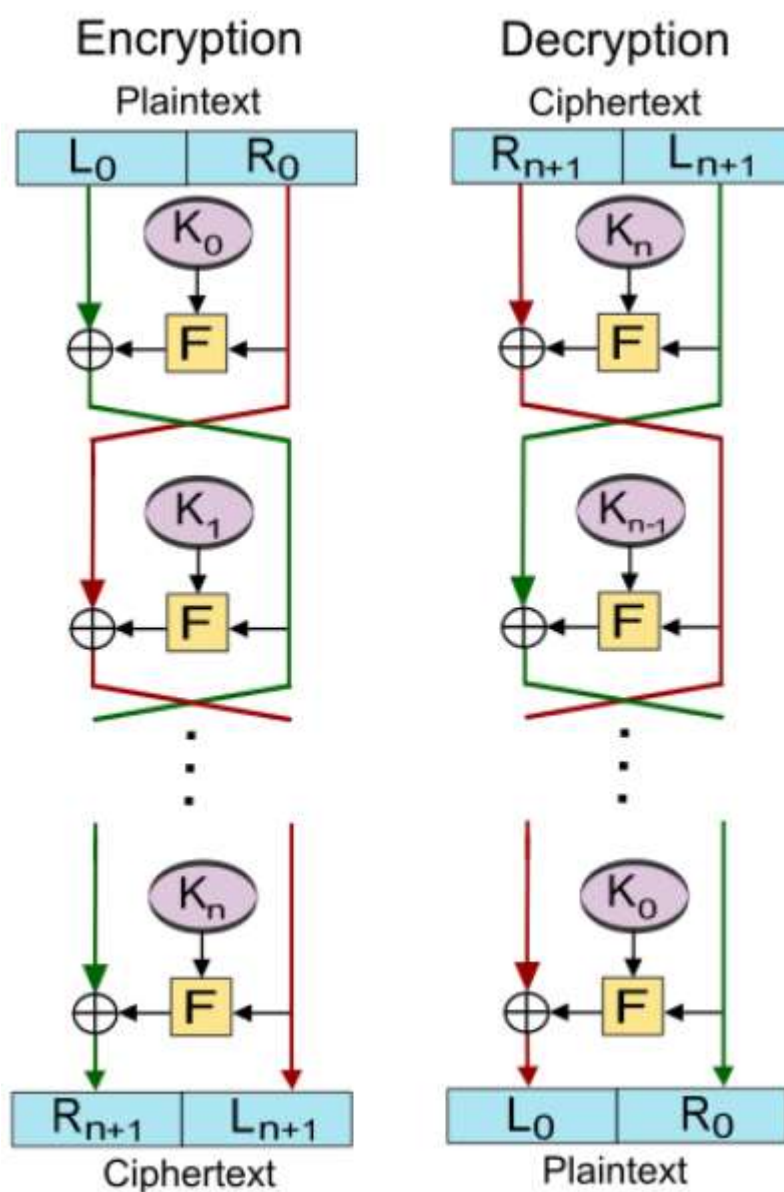 Encryption
Plaintext
L₀ R₀
K₀
F
K₁
F
Kₙ
F
Rₙ₊₁ Lₙ₊₁
Ciphertext
Decryption
Ciphertext
Rₙ₊₁ Lₙ₊₁
Kₙ
F
Kₙ₋₁
F
K₀
F
L₀ R₀
Plaintext